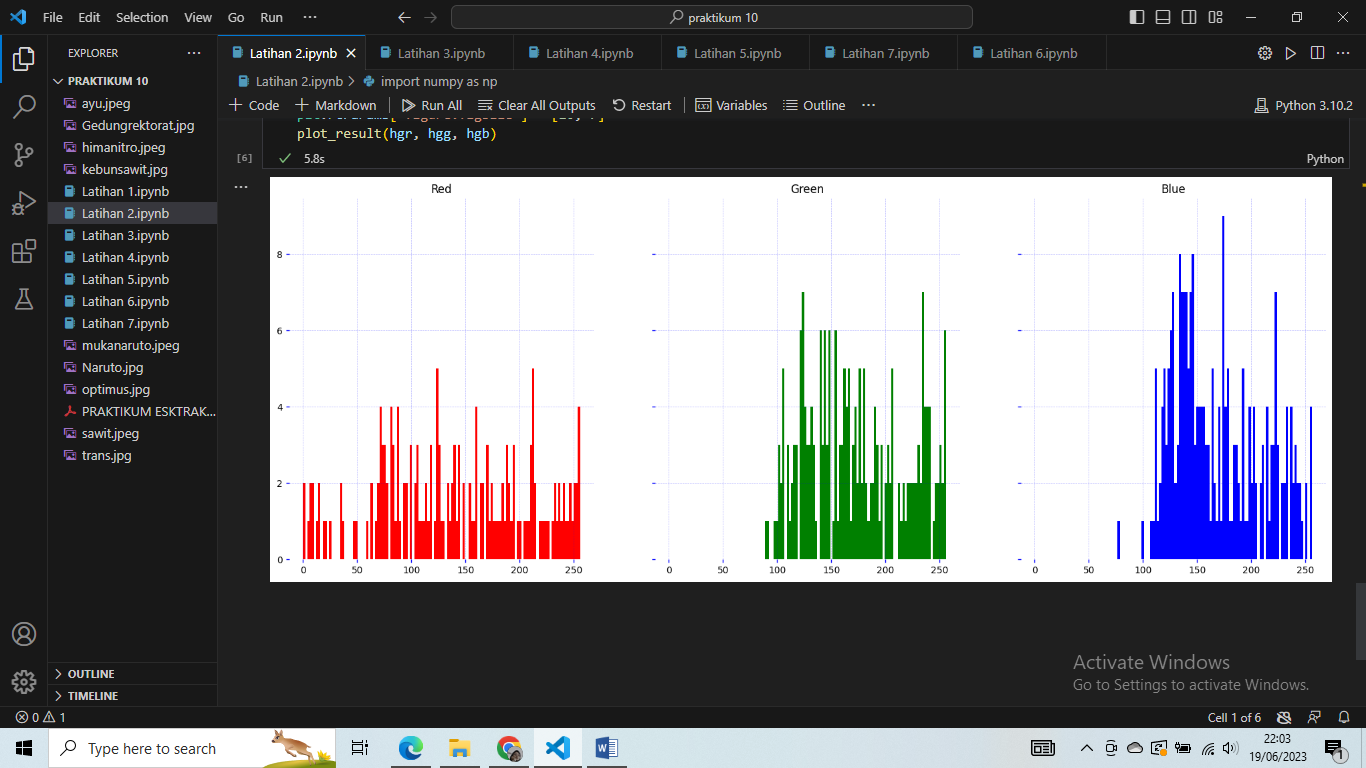 File Edit Selection View Go Run ··· praktikum 10
EXPLORER ···
PRAKTIKUM 10
ayu.jpeg
Gedungrektorat.jpg
himanitro.jpeg
kebunsawit.jpg
Latihan 1.ipynb
Latihan 2.ipynb
Latihan 3.ipynb
Latihan 4.ipynb
Latihan 5.ipynb
Latihan 6.ipynb
Latihan 7.ipynb
mukanaruto.jpeg
Naruto.jpg
optimus.jpg
PRAKTIKUM ESKTRAK...
sawit.jpeg
trans.jpg
OUTLINE
TIMELINE
Latihan 2.ipynb Latihan 3.ipynb Latihan 4.ipynb Latihan 5.ipynb Latihan 7.ipynb Latihan 6.ipynb
Latihan 2.ipynb > import numpy as np
+ Code + Markdown Run All Clear All Outputs Restart Variables Outline ··· Python 3.10.2
plot_result(hgr, hgg, hgb)
[6] 5.8s Python
Red Green Blue
8
6
4
2
0
0 50 100 150 200 250 0 50 100 150 200 250 0 50 100 150 200 250
Activate Windows
Go to Settings to activate Windows.
0 1 Cell 1 of 6
Type here to search
22:03
19/06/2023
1